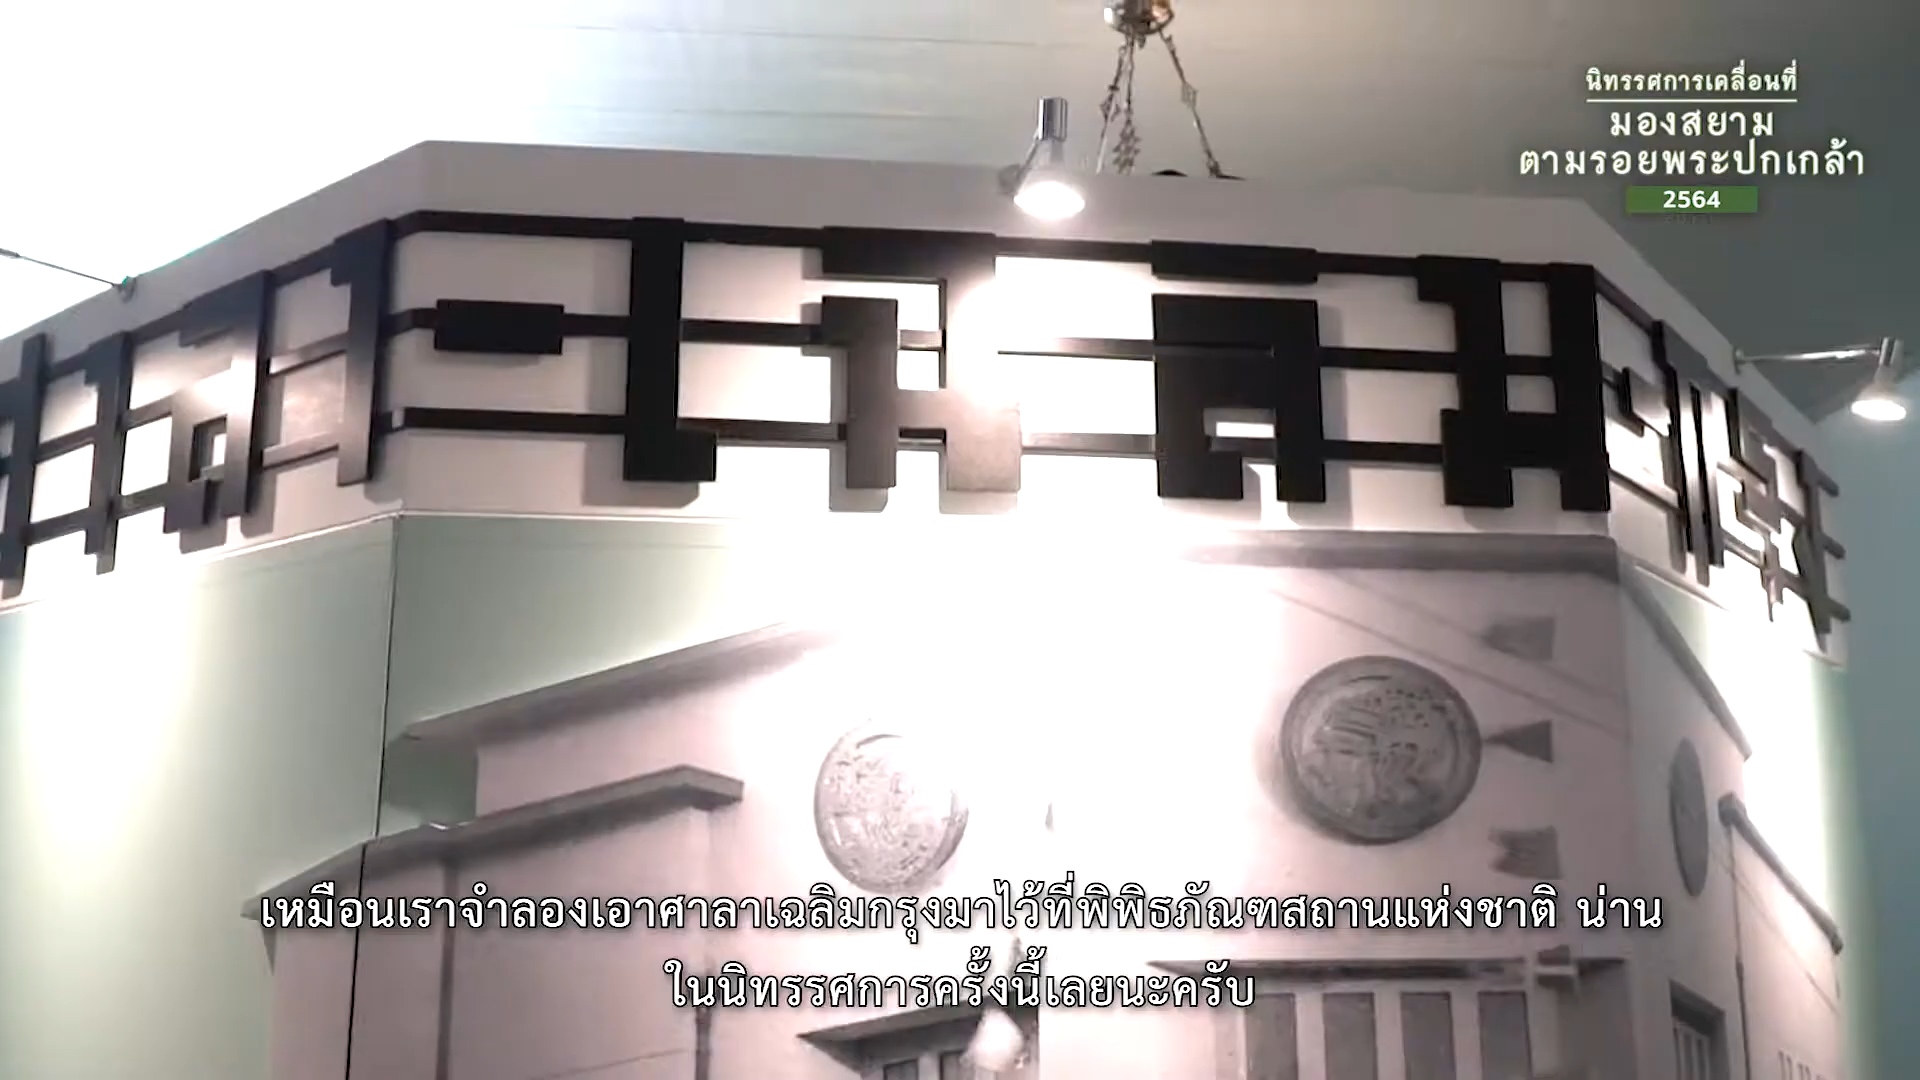 นิทรรศการเคลื่อนที่
มองสยาม
ตามรอยพระปกเกล้า
2564
ศาลาเฉลิมกรุง
เหมือนเราจำลองเอาศาลาเฉลิมกรุงมาไว้ที่พิพิธภัณฑสถานแห่งชาติ น่าน
ในนิทรรศการครั้งนี้เลยนะครับ